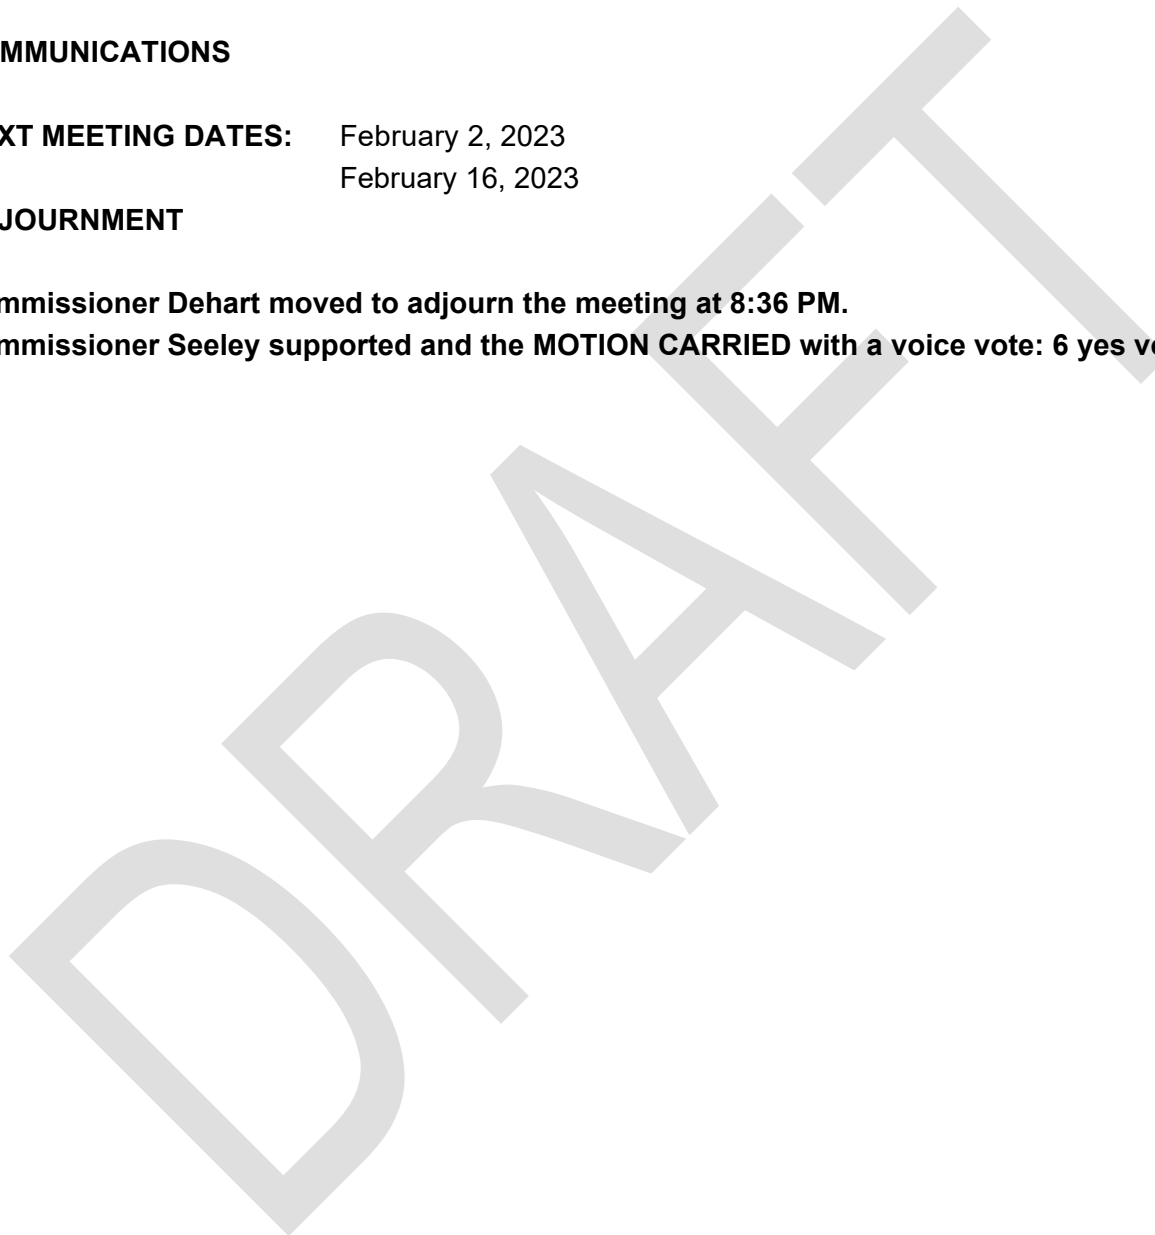 MMUNICATIONS
XT MEETING DATES: February 2, 2023
February 16, 2023
JOURNMENT
mmissioner Dehart moved to adjourn the meeting at 8:36 PM.
mmissioner Seeley supported and the MOTION CARRIED with a voice vote: 6 yes v
DRAFT